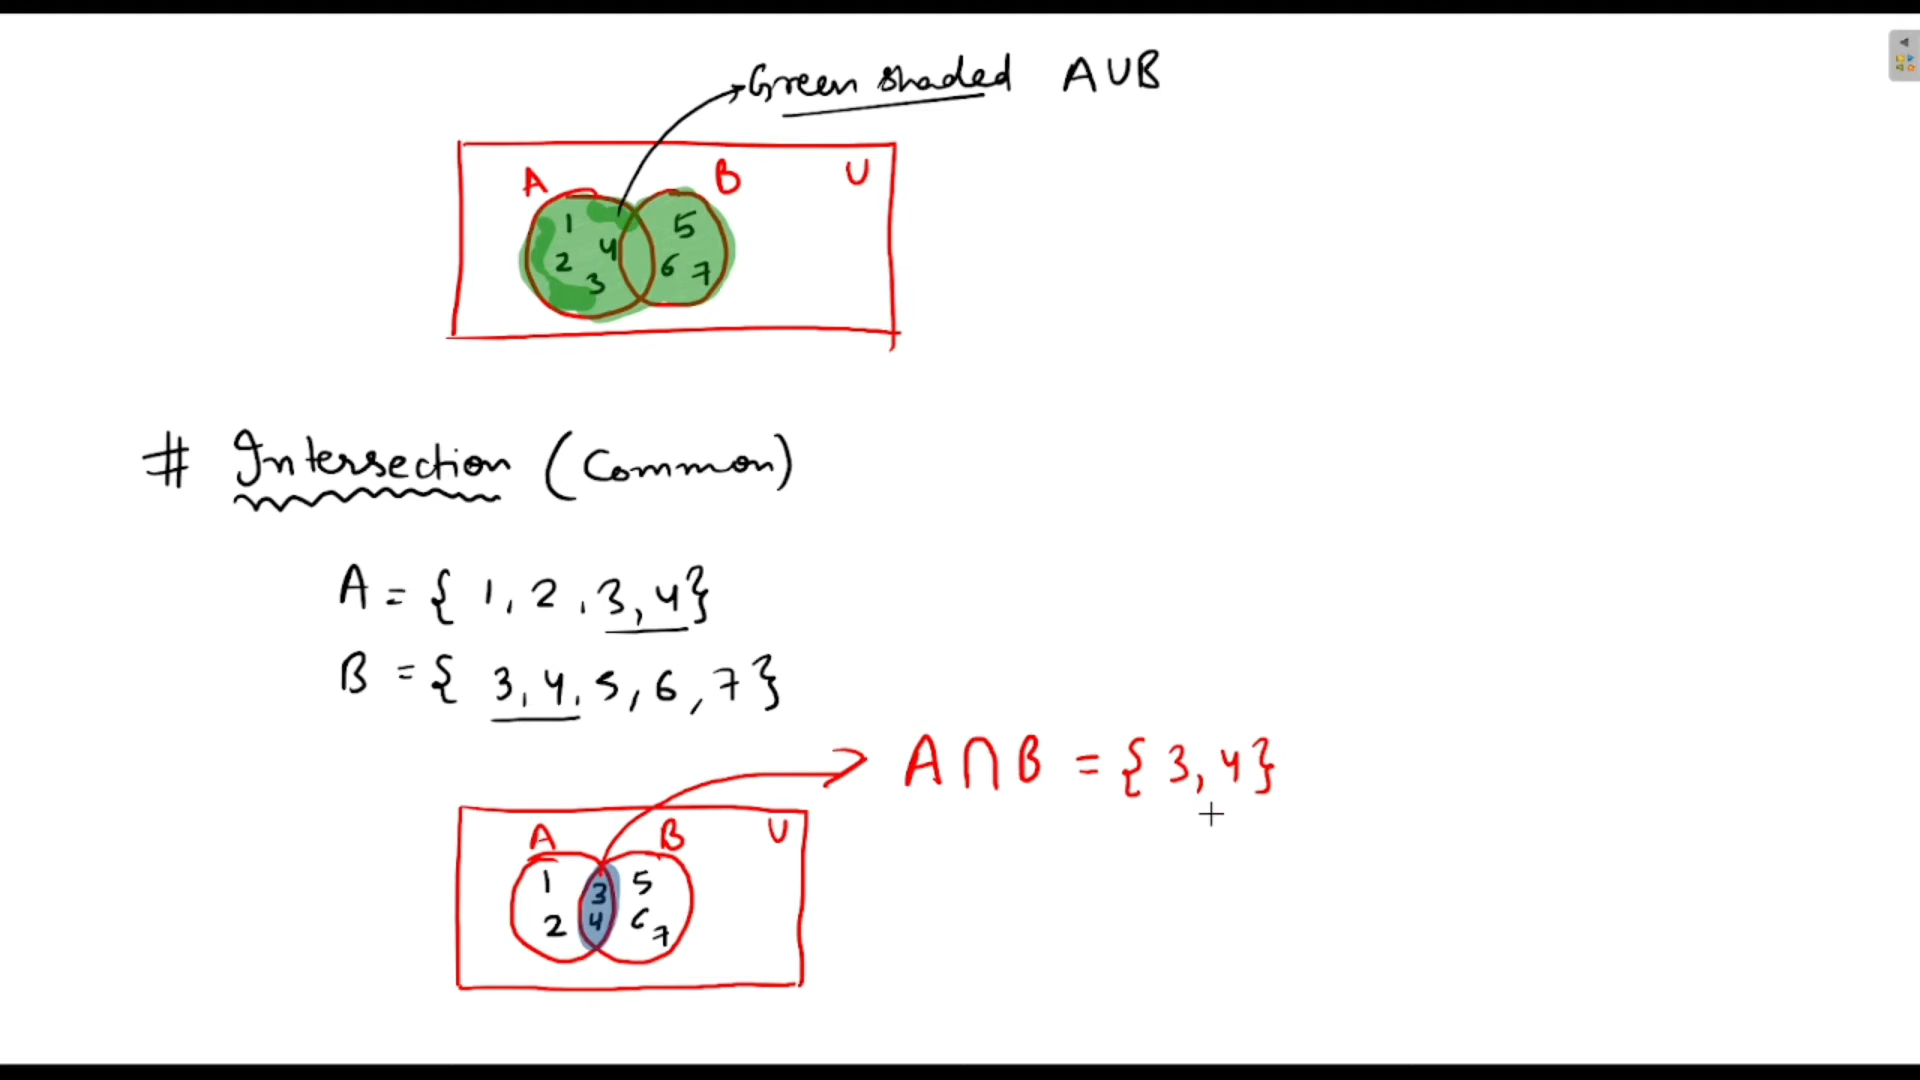 Green shaded A∪B
A B U
1 5
4
2 6 7
3
# Intersection (Common)
A = { 1, 2, 3, 4}
B = { 3, 4, 5, 6, 7}
A∩B = { 3, 4}
A B U
1 3 5
2 4 6 7